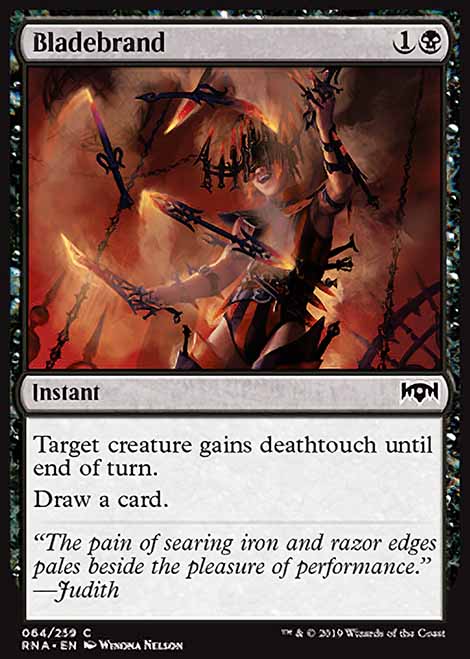 Bladebrand 1
Instant
Target creature gains deathtouch until
end of turn.
Draw a card.
“The pain of searing iron and razor edges
pales beside the pleasure of performance.”
—Judith
064/259 C
RNA • EN Winona Nelson
™ & © 2019 Wizards of the Coast